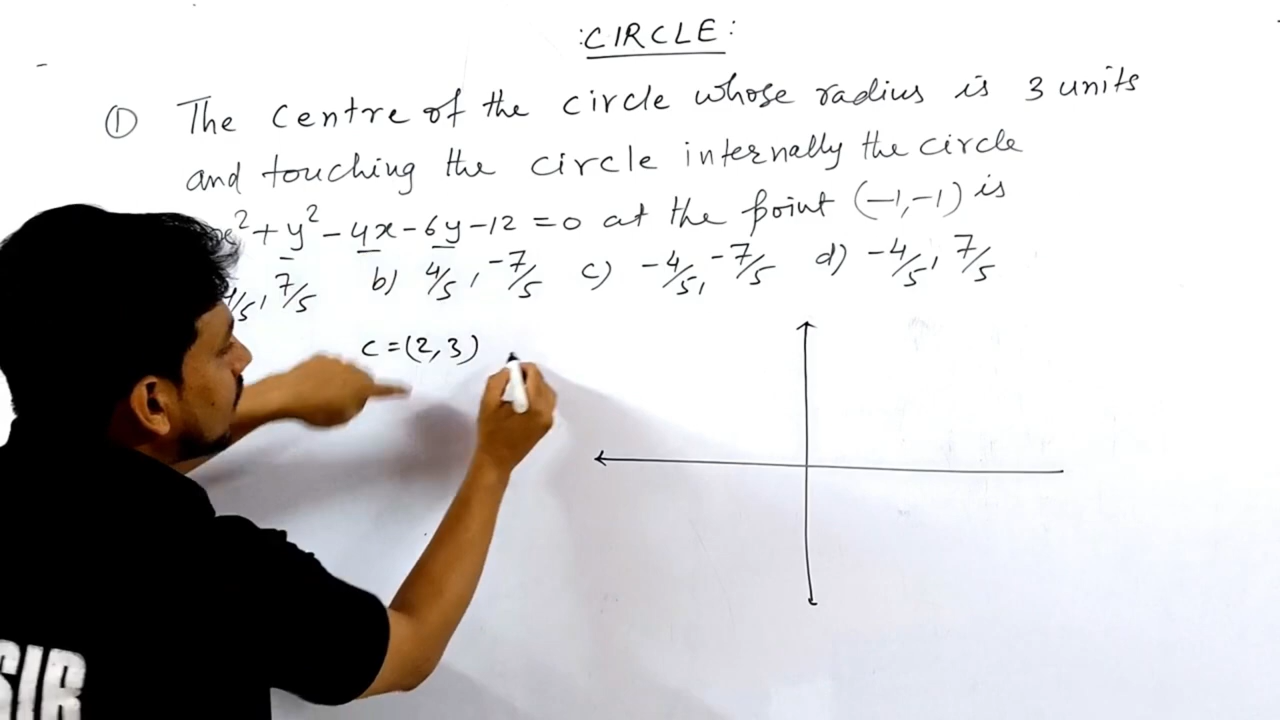 :CIRCLE:
① The centre of the circle whose radius is 3 units
and touching the circle internally the circle
x² + y² - 4x - 6y - 12 = 0 at the point (-1, -1) is
4/5, 7/5 b) 4/5, -7/5 c) -4/5, -7/5 d) -4/5, 7/5
C = (2, 3)
SIR